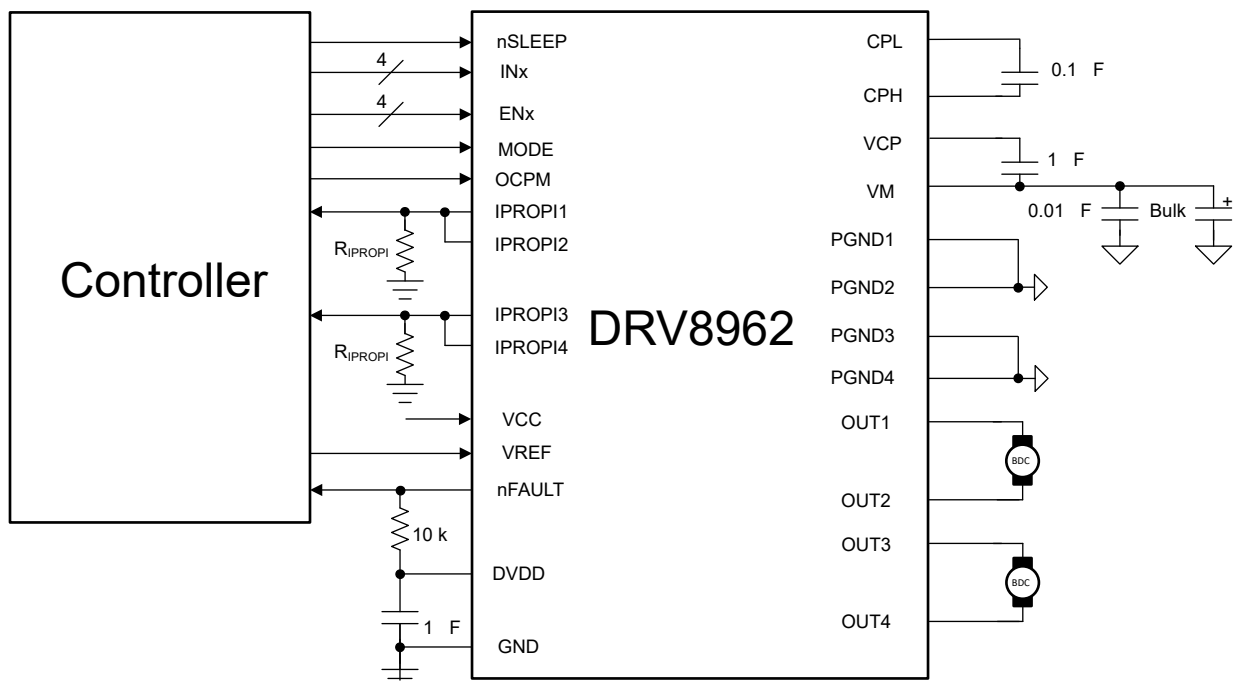 Controller
4
4
R_IPROPI
R_IPROPI
10 k
1 F
nSLEEP
INx
ENx
MODE
OCPM
IPROPI1
IPROPI2
IPROPI3
IPROPI4
VCC
VREF
nFAULT
DVDD
GND
DRV8962
CPL
CPH
VCP
VM
PGND1
PGND2
PGND3
PGND4
OUT1
OUT2
OUT3
OUT4
0.1 F
1 F
0.01 F
Bulk
+
BDC
BDC